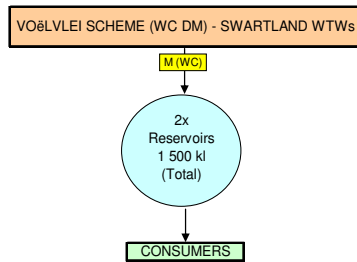 VOëLVLEI SCHEME (WC DM) - SWARTLAND WTWs
M (WC)
2x
Reservoirs
1 500 kl
(Total)
CONSUMERS